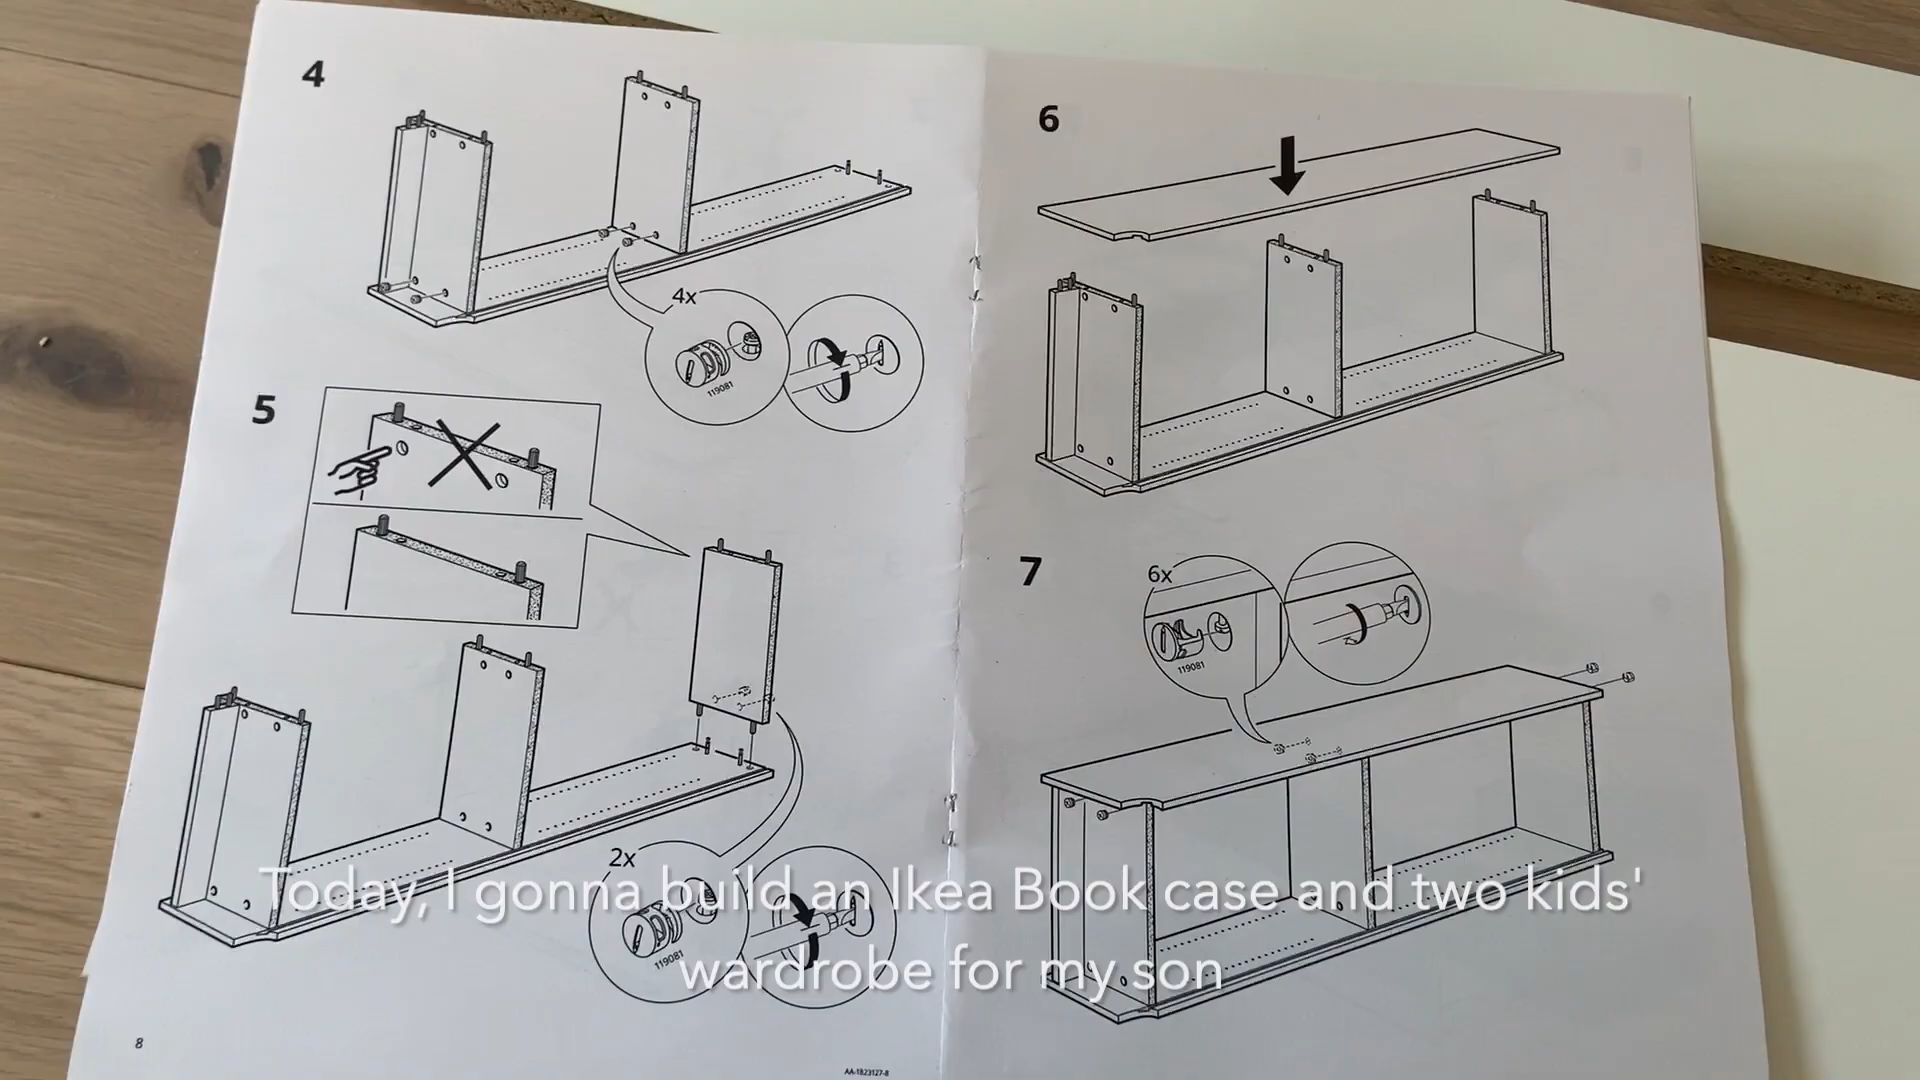 4
4x
119081
5
2x
119081
8
AA-1823127-8
6
7
6x
119081
Today, I gonna build an Ikea Book case and two kids'
wardrobe for my son